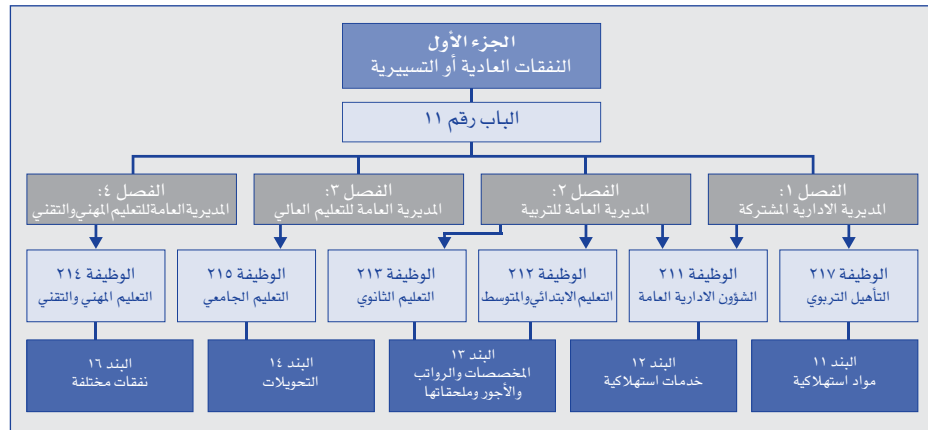 الجزء الأول
النفقات العادية أو التسييرية
الباب رقم ١١
الفصل ١:
المديرية الادارية المشتركة
الفصل ٢:
المديرية العامة للتربية
الفصل ٣:
المديرية العامة للتعليم العالي
الفصل ٤:
المديرية العامة للتعليم المهني والتقني
الوظيفة ٢١٧
التأهيل التربوي
الوظيفة ٢١١
الشؤون الادارية العامة
الوظيفة ٢١٢
التعليم الابتدائي والمتوسط
الوظيفة ٢١٣
التعليم الثانوي
الوظيفة ٢١٥
التعليم الجامعي
الوظيفة ٢١٤
التعليم المهني والتقني
البند ١١
مواد استهلاكية
البند ١٢
خدمات استهلاكية
البند ١٣
المخصصات والرواتب
والأجور وملحقاتها
البند ١٤
التحويلات
البند ١٦
نفقات مختلفة